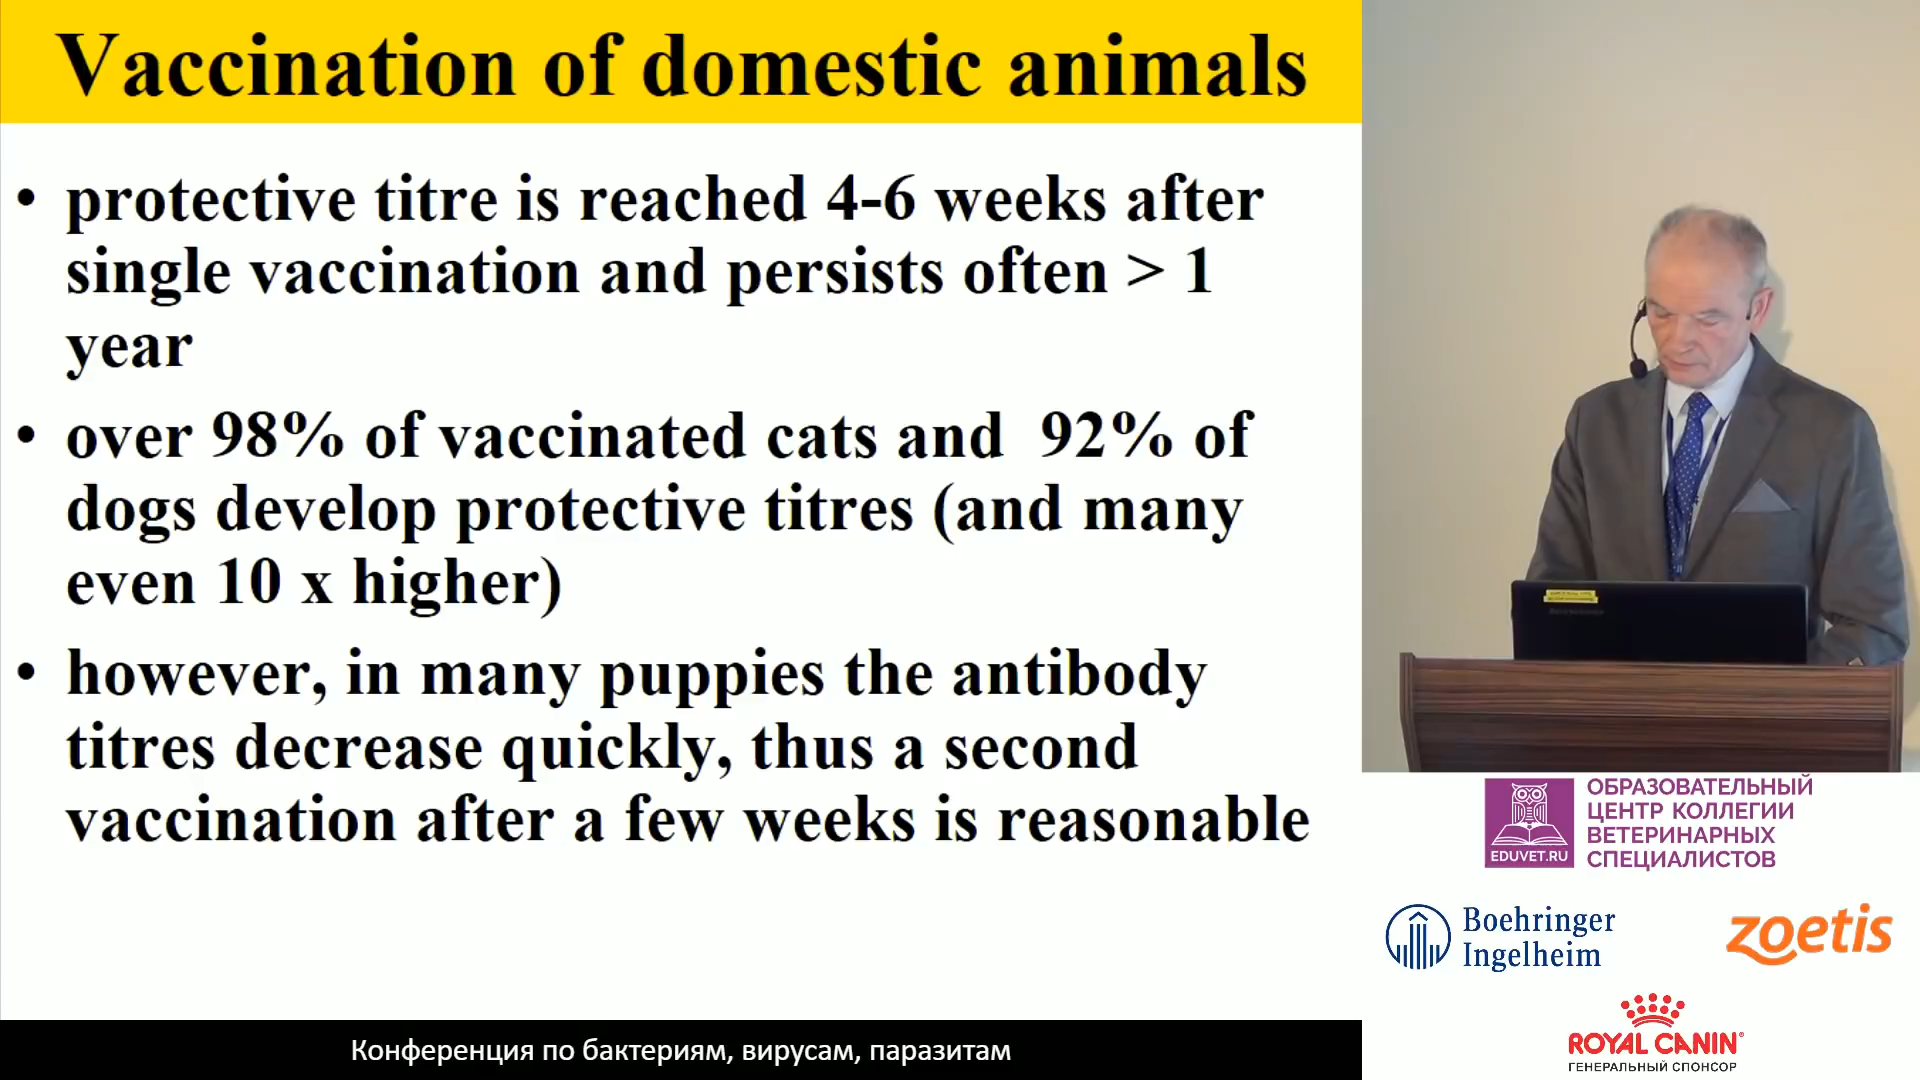 Vaccination of domestic animals
• protective titre is reached 4-6 weeks after
single vaccination and persists often > 1
year
• over 98% of vaccinated cats and 92% of
dogs develop protective titres (and many
even 10 x higher)
• however, in many puppies the antibody
titres decrease quickly, thus a second
vaccination after a few weeks is reasonable
Конференция по бактериям, вирусам, паразитам
EDUVET.RU
ОБРАЗОВАТЕЛЬНЫЙ
ЦЕНТР КОЛЛЕГИИ
ВЕТЕРИНАРНЫХ
СПЕЦИАЛИСТОВ
Boehringer
Ingelheim
zoetis
ROYAL CANIN®
ГЕНЕРАЛЬНЫЙ СПОНСОР